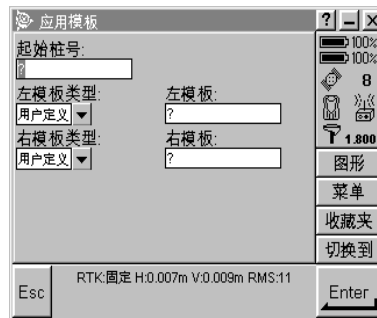 应用模板
? – ×
起始桩号:
?
左模板类型: 左模板:
用户定义 ?
右模板类型: 右模板:
用户定义 ?
100%
100%
8
1.800
图形
菜单
收藏夹
切换到
Esc
RTK:固定 H:0.007m V:0.009m RMS:11
Enter